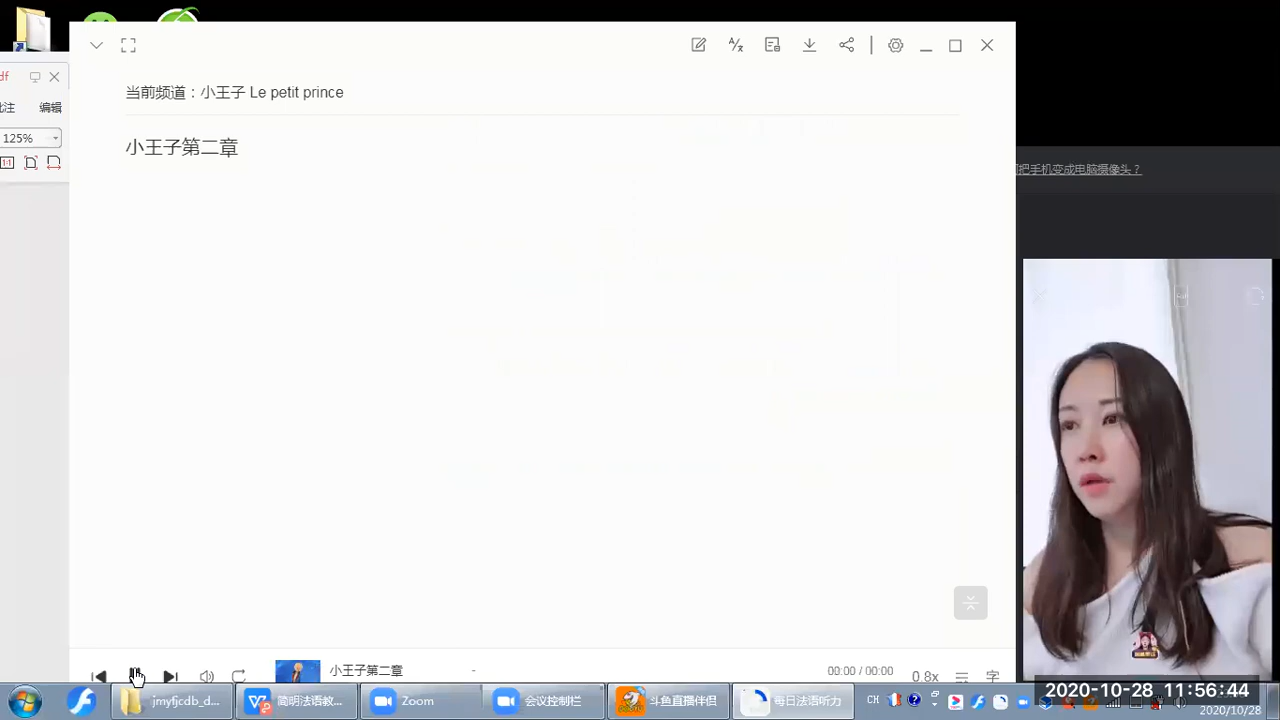 df
批注
编辑
125%
1:1
当前频道：小王子 Le petit prince
小王子第二章
把手机变成电脑摄像头？
小王子第二章
-
00:00 / 00:00
0.8x
字
jmyfjcdb_d...
简明法语教...
Zoom
会议控制栏
斗鱼直播伴侣
每日法语听力
CH
2020-10-28 11:56:44
2020/10/28